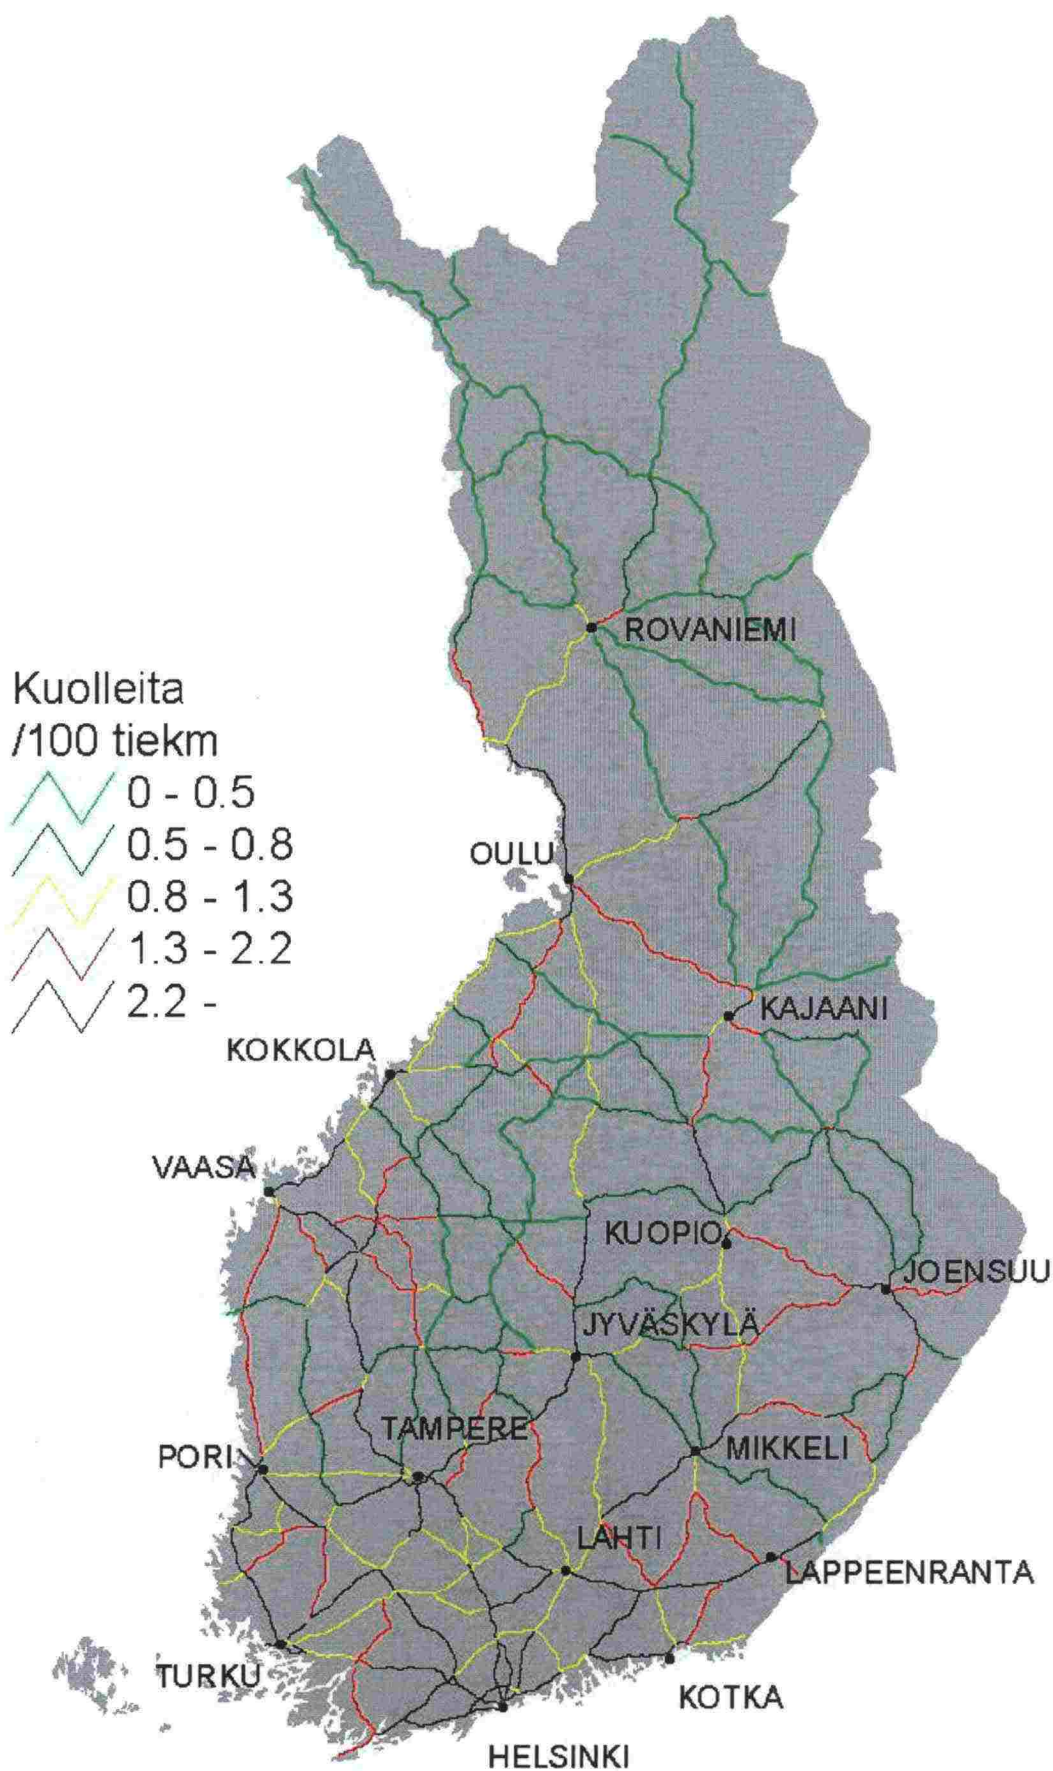 ROVANIEMI
Kuolleita
/100 tiekm
0 - 0.5
0.5 - 0.8
0.8 - 1.3
1.3 - 2.2
2.2 -
OULU
KAJAANI
KOKKOLA
VAASA
KUOPIO
JOENSUU
JYVÄSKYLÄ
TAMPERE
PORI
MIKKELI
LAHTI
LAPPEENRANTA
TURKU
KOTKA
HELSINKI